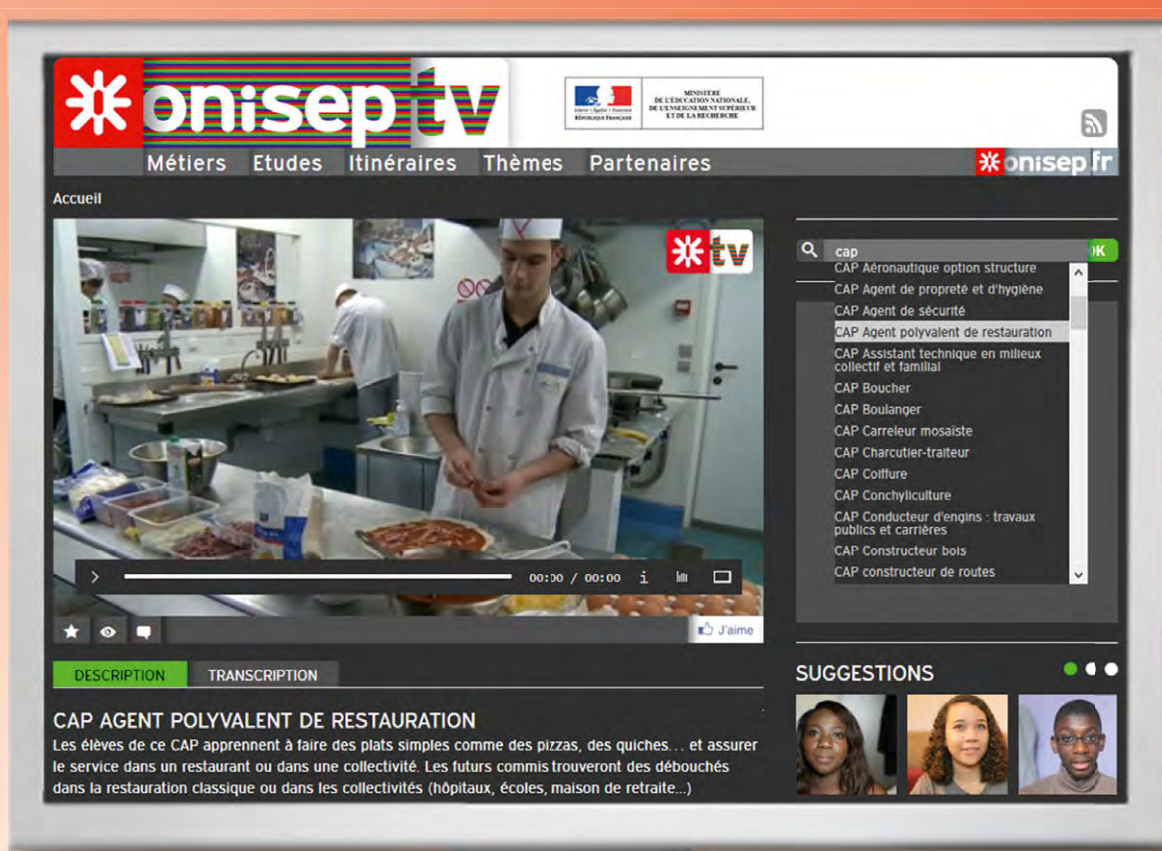 onisep tv
Liberté • Égalité • Fraternité
RÉPUBLIQUE FRANÇAISE
MINISTÈRE
DE L'ÉDUCATION NATIONALE,
DE L'ENSEIGNEMENT SUPÉRIEUR
ET DE LA RECHERCHE
Métiers Etudes Itinéraires Thèmes Partenaires
onisep.fr
Accueil
tv
00:00 / 00:00 i
J'aime
cap
OK
CAP Aéronautique option structure
CAP Agent de propreté et d'hygiène
CAP Agent de sécurité
CAP Agent polyvalent de restauration
CAP Assistant technique en milieux
collectif et familial
CAP Boucher
CAP Boulanger
CAP Carreleur mosaïste
CAP Charcutier-traiteur
CAP Coiffure
CAP Conchyliculture
CAP Conducteur d'engins : travaux
publics et carrières
CAP Constructeur bois
CAP constructeur de routes
DESCRIPTION
TRANSCRIPTION
CAP AGENT POLYVALENT DE RESTAURATION
Les élèves de ce CAP apprennent à faire des plats simples comme des pizzas, des quiches... et assurer
le service dans un restaurant ou dans une collectivité. Les futurs commis trouveront des débouchés
dans la restauration classique ou dans les collectivités (hôpitaux, écoles, maison de retraite...)
SUGGESTIONS